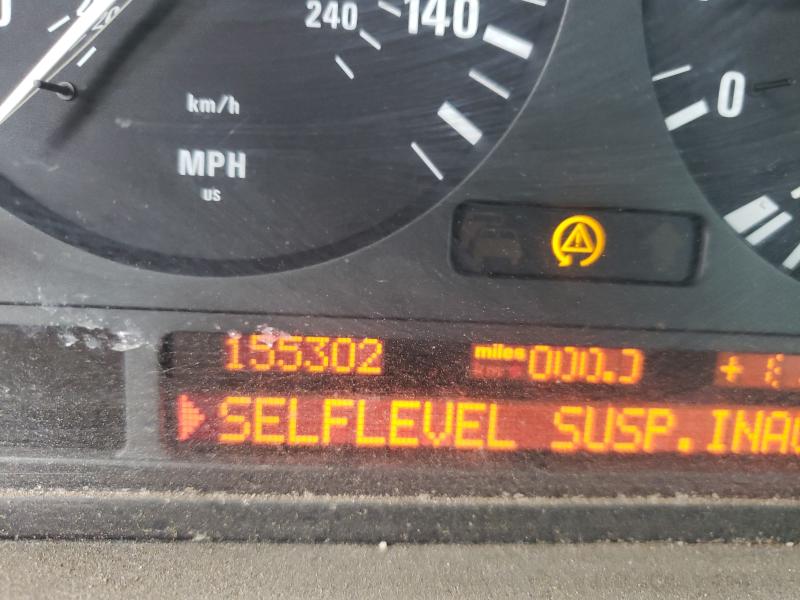 240 140
km/h
MPH
US
0
155302 miles 000.0
SELFLEVEL SUSP.